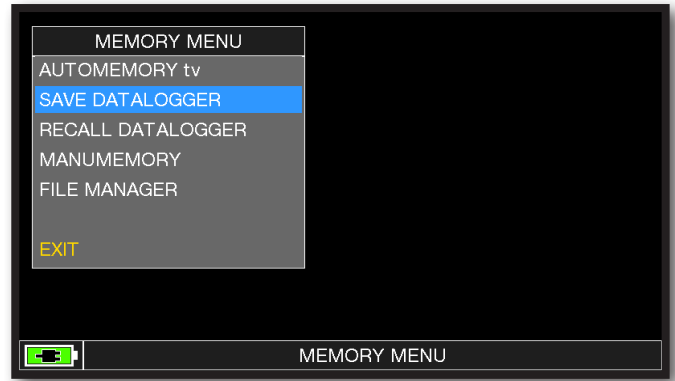 MEMORY MENU
AUTOMEMORY tv
SAVE DATALOGGER
RECALL DATALOGGER
MANUMEMORY
FILE MANAGER
EXIT
MEMORY MENU